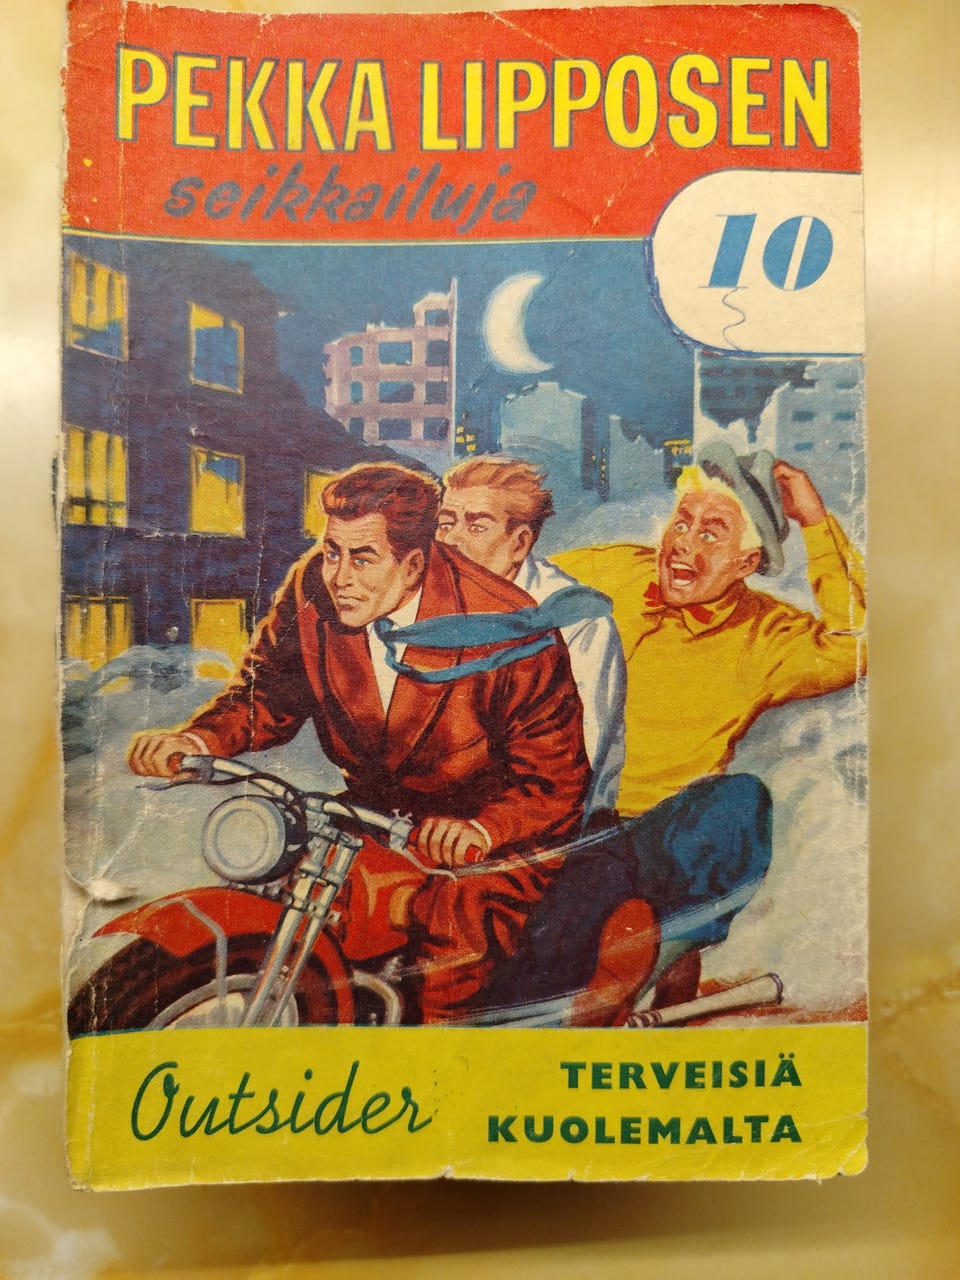 PEKKA LIPPOSEN
seikkailuja
10
Outsider
TERVEISIÄ
KUOLEMALTA